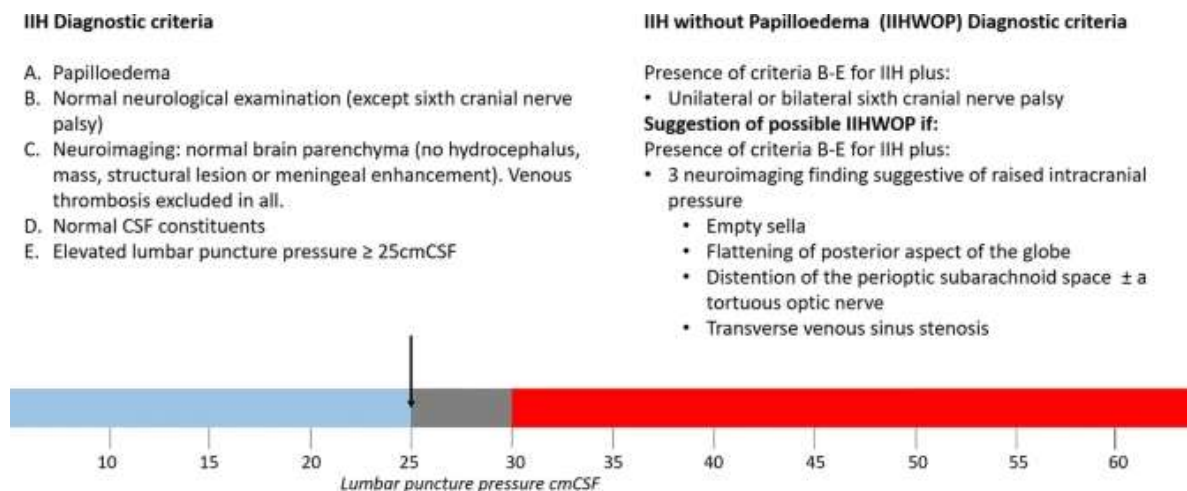 IIH Diagnostic criteria
A. Papilloedema
B. Normal neurological examination (except sixth cranial nerve
palsy)
C. Neuroimaging: normal brain parenchyma (no hydrocephalus,
mass, structural lesion or meningeal enhancement). Venous
thrombosis excluded in all.
D. Normal CSF constituents
E. Elevated lumbar puncture pressure ≥ 25cmCSF
IIH without Papilloedema (IIHWOP) Diagnostic criteria
Presence of criteria B-E for IIH plus:
• Unilateral or bilateral sixth cranial nerve palsy
Suggestion of possible IIHWOP if:
Presence of criteria B-E for IIH plus:
• 3 neuroimaging finding suggestive of raised intracranial
pressure
• Empty sella
• Flattening of posterior aspect of the globe
• Distention of the perioptic subarachnoid space ± a
tortuous optic nerve
• Transverse venous sinus stenosis
10 15 20 25 30 35 40 45 50 55 60
Lumbar puncture pressure cmCSF